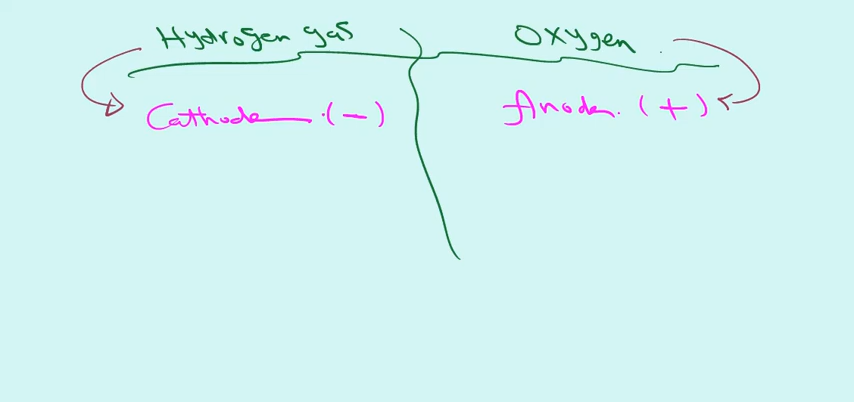 Hydrogen gas
Oxygen
Cathode (-)
Anode. (+)